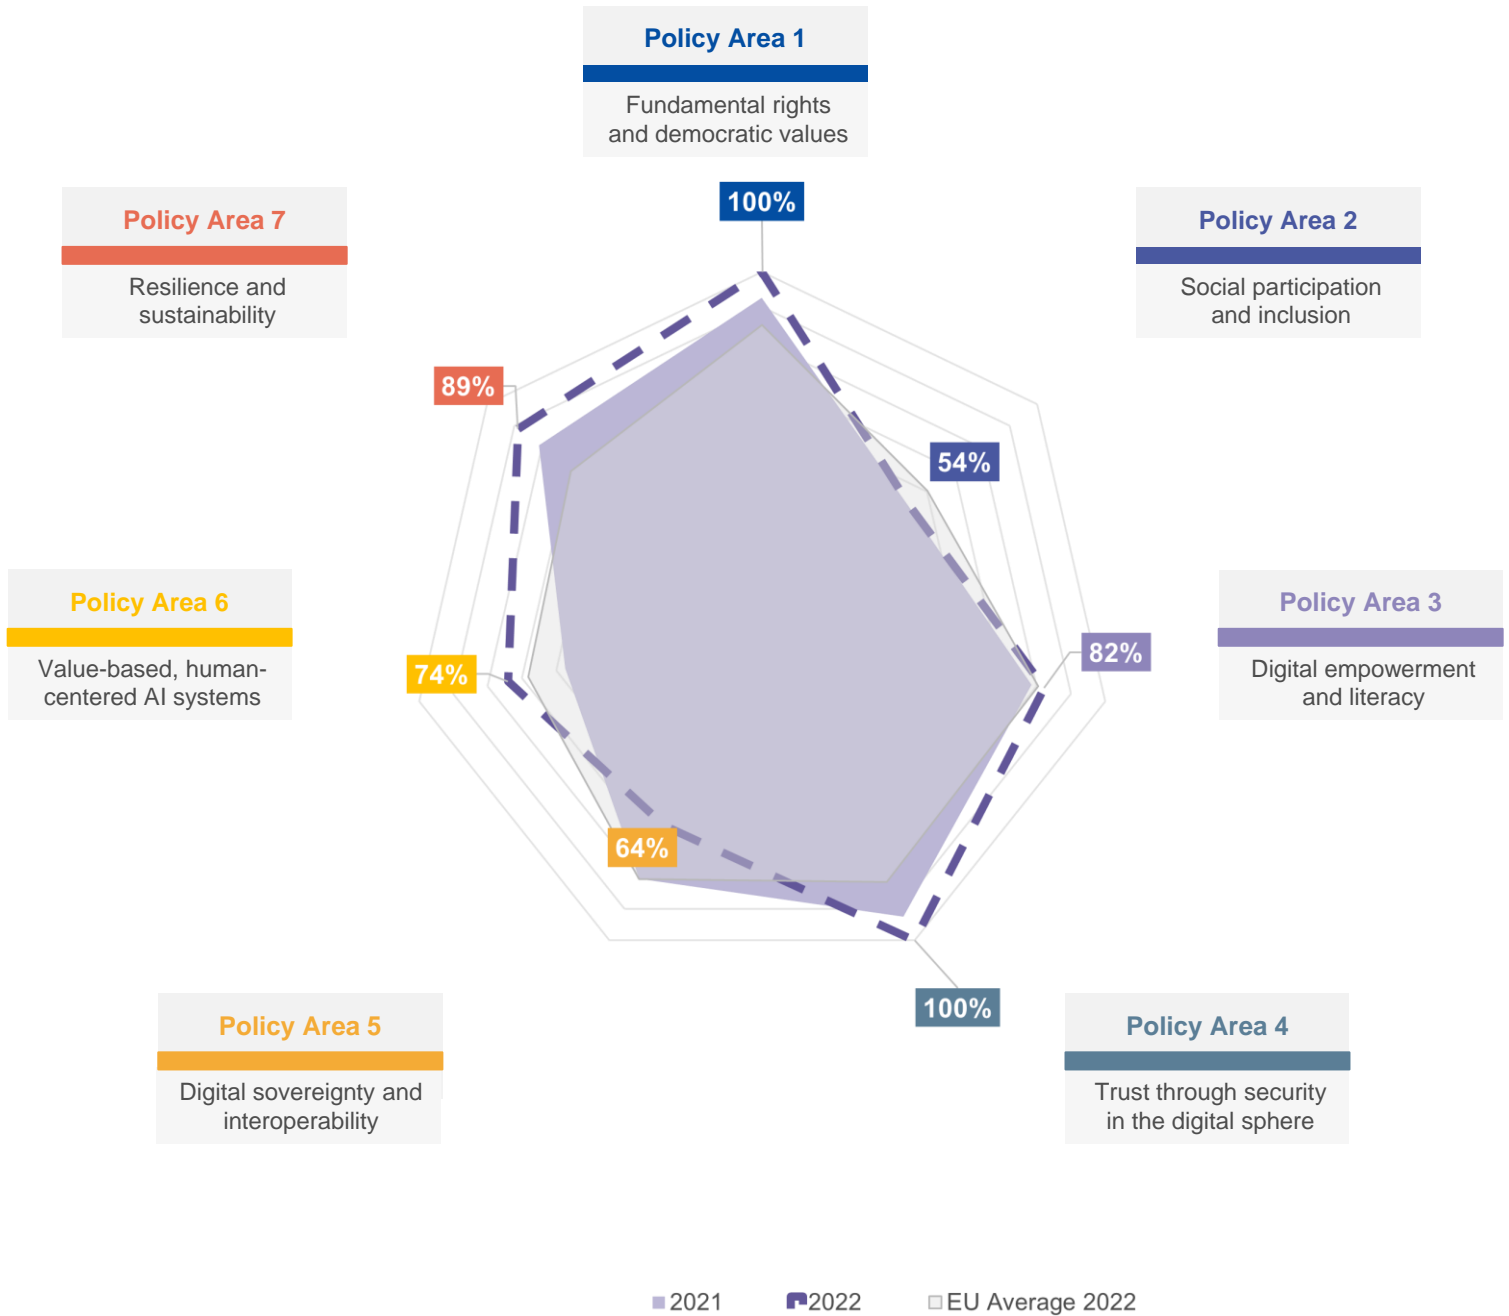 Policy Area 1
Fundamental rights
and democratic values
100%
Policy Area 7
Resilience and
sustainability
89%
Policy Area 2
Social participation
and inclusion
54%
Policy Area 6
Value-based, human-
centered AI systems
74%
Policy Area 3
Digital empowerment
and literacy
82%
64%
Policy Area 5
Digital sovereignty and
interoperability
100%
Policy Area 4
Trust through security
in the digital sphere
2021
2022
EU Average 2022